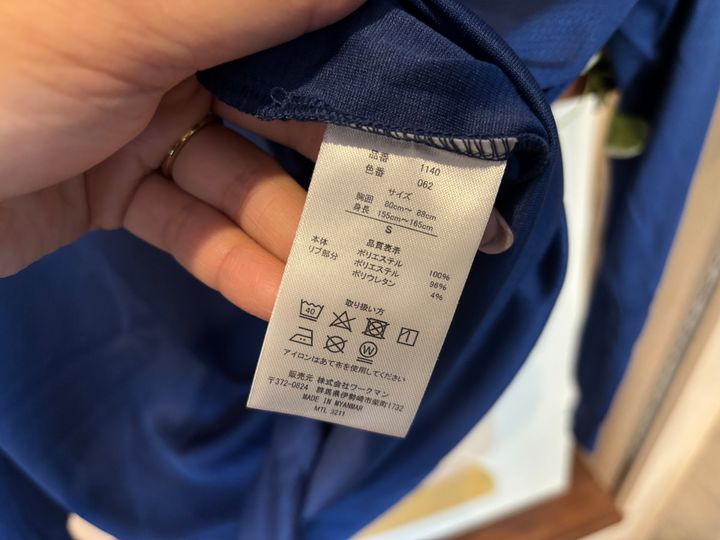 品番 1140
色番 062
サイズ
胸囲 80cm～ 88cm
身長 155cm～165cm
S
品質表示
本体 ポリエステル 100%
リブ部分 ポリエステル 96%
ポリウレタン 4%
取り扱い方
40
アイロンはあて布を使用してください
販売元 株式会社ワークマン
〒372-0824 群馬県伊勢崎市柴町1732
MADE IN MYANMAR
MTL 3211